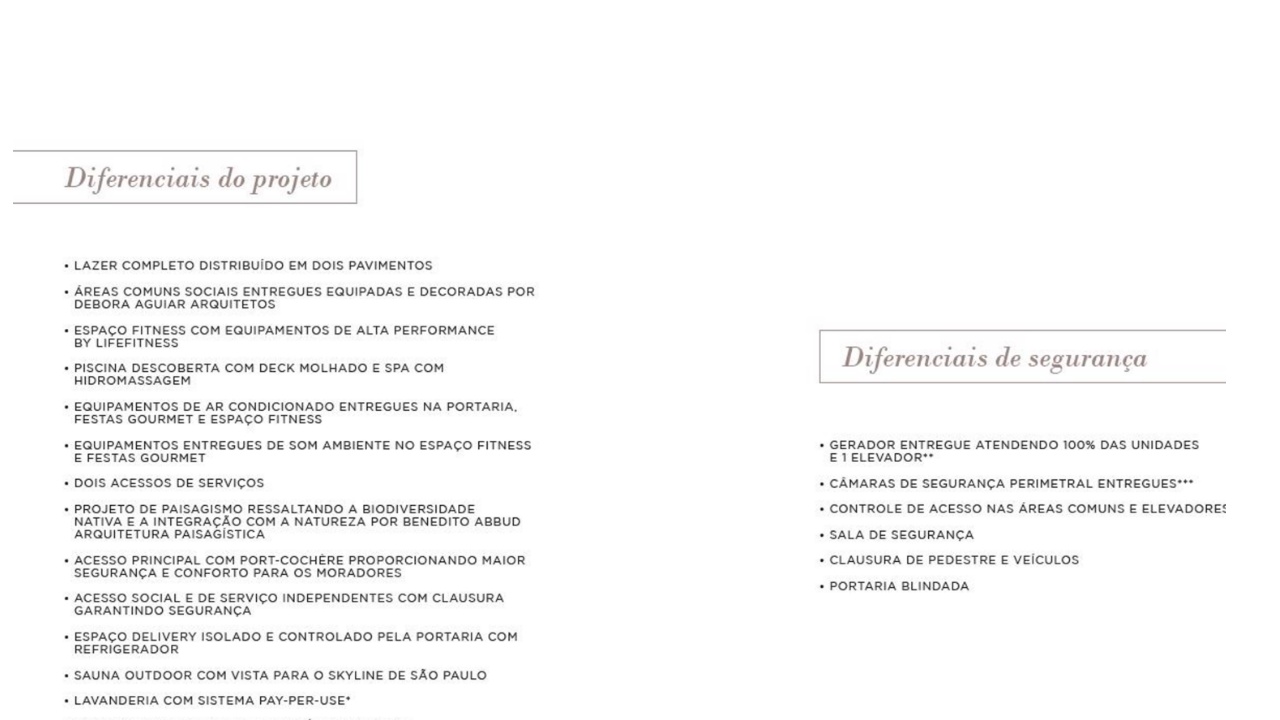 Diferenciais do projeto
• LAZER COMPLETO DISTRIBUÍDO EM DOIS PAVIMENTOS
• ÁREAS COMUNS SOCIAIS ENTREGUES EQUIPADAS E DECORADAS POR
DEBORA AGUIAR ARQUITETOS
• ESPAÇO FITNESS COM EQUIPAMENTOS DE ALTA PERFORMANCE
BY LIFEFITNESS
• PISCINA DESCOBERTA COM DECK MOLHADO E SPA COM
HIDROMASSAGEM
• EQUIPAMENTOS DE AR CONDICIONADO ENTREGUES NA PORTARIA,
FESTAS GOURMET E ESPAÇO FITNESS
• EQUIPAMENTOS ENTREGUES DE SOM AMBIENTE NO ESPAÇO FITNESS
E FESTAS GOURMET
• DOIS ACESSOS DE SERVIÇOS
• PROJETO DE PAISAGISMO RESSALTANDO A BIODIVERSIDADE
NATIVA E A INTEGRAÇÃO COM A NATUREZA POR BENEDITO ABBUD
ARQUITETURA PAISAGÍSTICA
• ACESSO PRINCIPAL COM PORT-COCHÈRE PROPORCIONANDO MAIOR
SEGURANÇA E CONFORTO PARA OS MORADORES
• ACESSO SOCIAL E DE SERVIÇO INDEPENDENTES COM CLAUSURA
GARANTINDO SEGURANÇA
• ESPAÇO DELIVERY ISOLADO E CONTROLADO PELA PORTARIA COM
REFRIGERADOR
• SAUNA OUTDOOR COM VISTA PARA O SKYLINE DE SÃO PAULO
• LAVANDERIA COM SISTEMA PAY-PER-USE*
Diferenciais de segurança
• GERADOR ENTREGUE ATENDENDO 100% DAS UNIDADES
E 1 ELEVADOR**
• CÂMARAS DE SEGURANÇA PERIMETRAL ENTREGUES***
• CONTROLE DE ACESSO NAS ÁREAS COMUNS E ELEVADORES
• SALA DE SEGURANÇA
• CLAUSURA DE PEDESTRE E VEÍCULOS
• PORTARIA BLINDADA